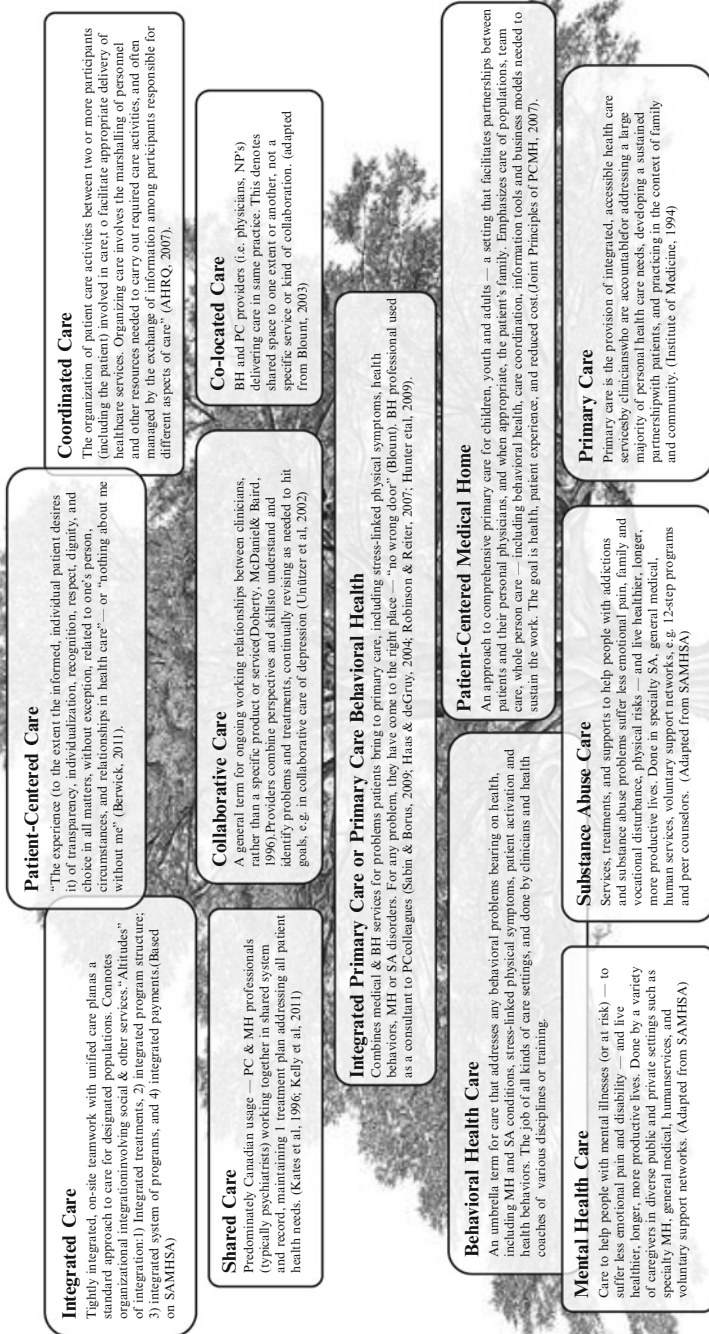 Patient-Centered Care
“The experience (to the extent the informed, individual patient desires
it) of transparency, individualization, recognition, respect, dignity, and
choice in all matters, without exception, related to one's person,
circumstances, and relationships in health care” — or “nothing about me
without me” (Berwick, 2011).
Integrated Care
Tightly integrated, on-site teamwork with unified care planas a
standard approach to care for designated populations. Connotes
organizational integrationinvolving social & other services.“Altitudes”
of integration:1) Integrated treatments, 2) integrated program structure;
3) integrated system of programs, and 4) integrated payments.(Based
on SAMHSA)
Coordinated Care
The organization of patient care activities between two or more participants
(including the patient) involved in care,t o facilitate appropriate delivery of
healthcare services. Organizing care involves the marshalling of personnel
and other resources needed to carry out required care activities, and often
managed by the exchange of information among participants responsible for
different aspects of care” (AHRQ, 2007).
Shared Care
Predominately Canadian usage — PC & MH professionals
(typically psychiatrists) working together in shared system
and record, maintaining 1 treatment plan addressing all patient
health needs. (Kates et al, 1996; Kelly et al, 2011)
Collaborative Care
A general term for ongoing working relationships between clinicians,
rather than a specific product or service(Doherty, McDaniel& Baird,
1996).Providers combine perspectives and skillsto understand and
identify problems and treatments, continually revising as needed to hit
goals, e.g. in collaborative care of depression (Unützer et al, 2002)
Co-located Care
BH and PC providers (i.e. physicians, NP's)
delivering care in same practice. This denotes
shared space to one extent or another, not a
specific service or kind of collaboration. (adapted
from Blount, 2003)
Integrated Primary Care or Primary Care Behavioral Health
Combines medical & BH services for problems patients bring to primary care, including stress-linked physical symptoms, health
behaviors, MH or SA disorders. For any problem, they have come to the right place — “no wrong door” (Blount). BH professional used
as a consultant to PCcolleagues (Sabin & Borus, 2009; Haas & deGruy, 2004; Robinson & Reiter, 2007; Hunter etal, 2009).
Behavioral Health Care
An umbrella term for care that addresses any behavioral problems bearing on health,
including MH and SA conditions, stress-linked physical symptoms, patient activation and
health behaviors. The job of all kinds of care settings, and done by clinicians and health
coaches of various disciplines or training.
Patient-Centered Medical Home
An approach to comprehensive primary care for children, youth and adults — a setting that facilitates partnerships between
patients and their personal physicians, and when appropriate, the patient's family. Emphasizes care of populations, team
care, whole person care — including behavioral health, care coordination, information tools and business models needed to
sustain the work. The goal is health, patient experience, and reduced cost.(Joint Principles of PCMH, 2007).
Mental Health Care
Care to help people with mental illnesses (or at risk) — to
suffer less emotional pain and disability — and live
healthier, longer, more productive lives. Done by a variety
of caregivers in diverse public and private settings such as
specialty MH, general medical, humanservices, and
voluntary support networks. (Adapted from SAMHSA)
Substance Abuse Care
Services, treatments, and supports to help people with addictions
and substance abuse problems suffer less emotional pain, family and
vocational disturbance, physical risks — and live healthier, longer,
more productive lives. Done in specialty SA, general medical,
human services, voluntary support networks, e.g. 12-step programs
and peer counselors. (Adapted from SAMHSA)
Primary Care
Primary care is the provision of integrated, accessible health care
servicesby clinicianswho are accountablefor addressing a large
majority of personal health care needs, developing a sustained
partnershipwith patients, and practicing in the context of family
and community. (Institute of Medicine, 1994)